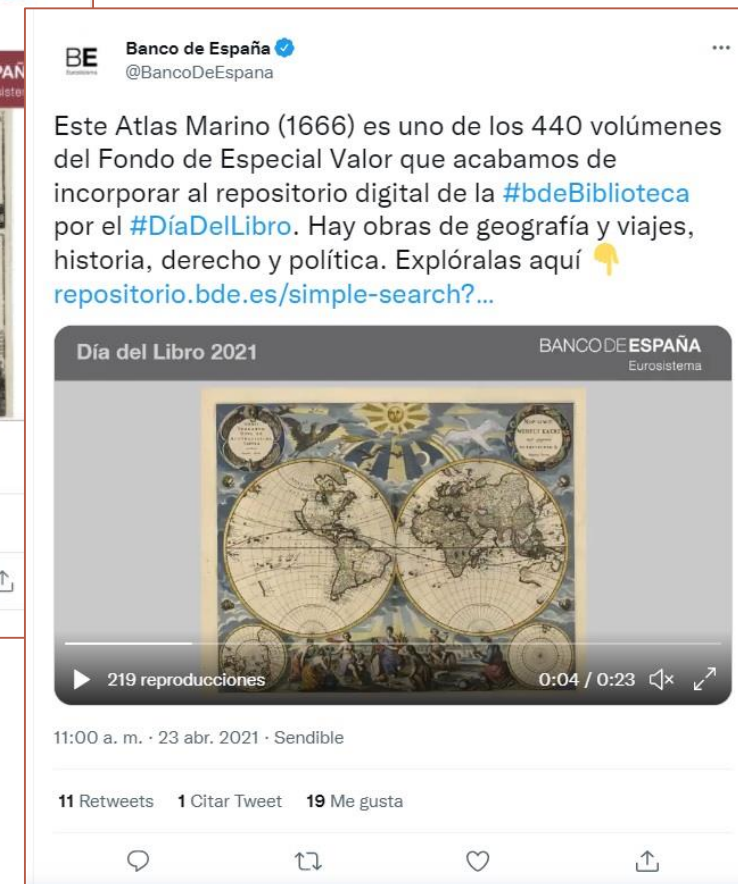 BE
Eurosistema
Banco de España
@BancoDeEspana
Este Atlas Marino (1666) es uno de los 440 volúmenes
del Fondo de Especial Valor que acabamos de
incorporar al repositorio digital de la #bdeBiblioteca
por el #DíaDelLibro. Hay obras de geografía y viajes,
historia, derecho y política. Explóralas aquí 👇
repositorio.bde.es/simple-search?...
Día del Libro 2021
BANCO DE ESPAÑA
Eurosistema
219 reproducciones
0:04 / 0:23
11:00 a. m. · 23 abr. 2021 · Sendible
11 Retweets 1 Citar Tweet 19 Me gusta